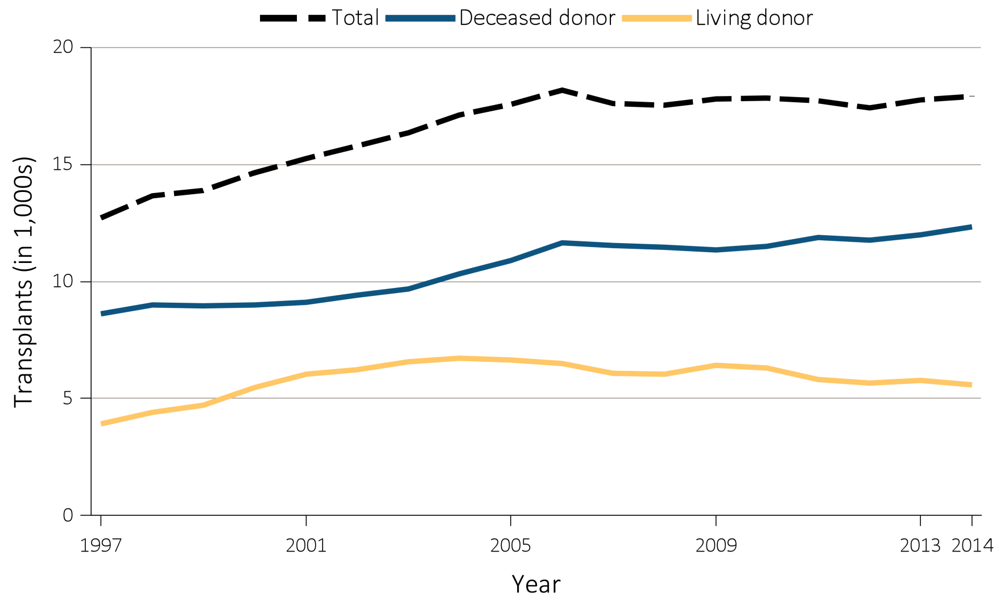 Total Deceased donor Living donor
20
15
10
5
0
Transplants (in 1,000s)
1997 2001 2005 2009 2013 2014
Year